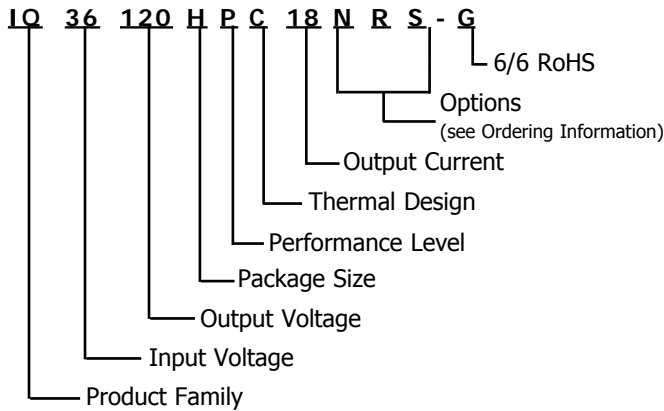 IQ 36 120 H P C 18 N R S - G
6/6 RoHS
Options
(see Ordering Information)
Output Current
Thermal Design
Performance Level
Package Size
Output Voltage
Input Voltage
Product Family